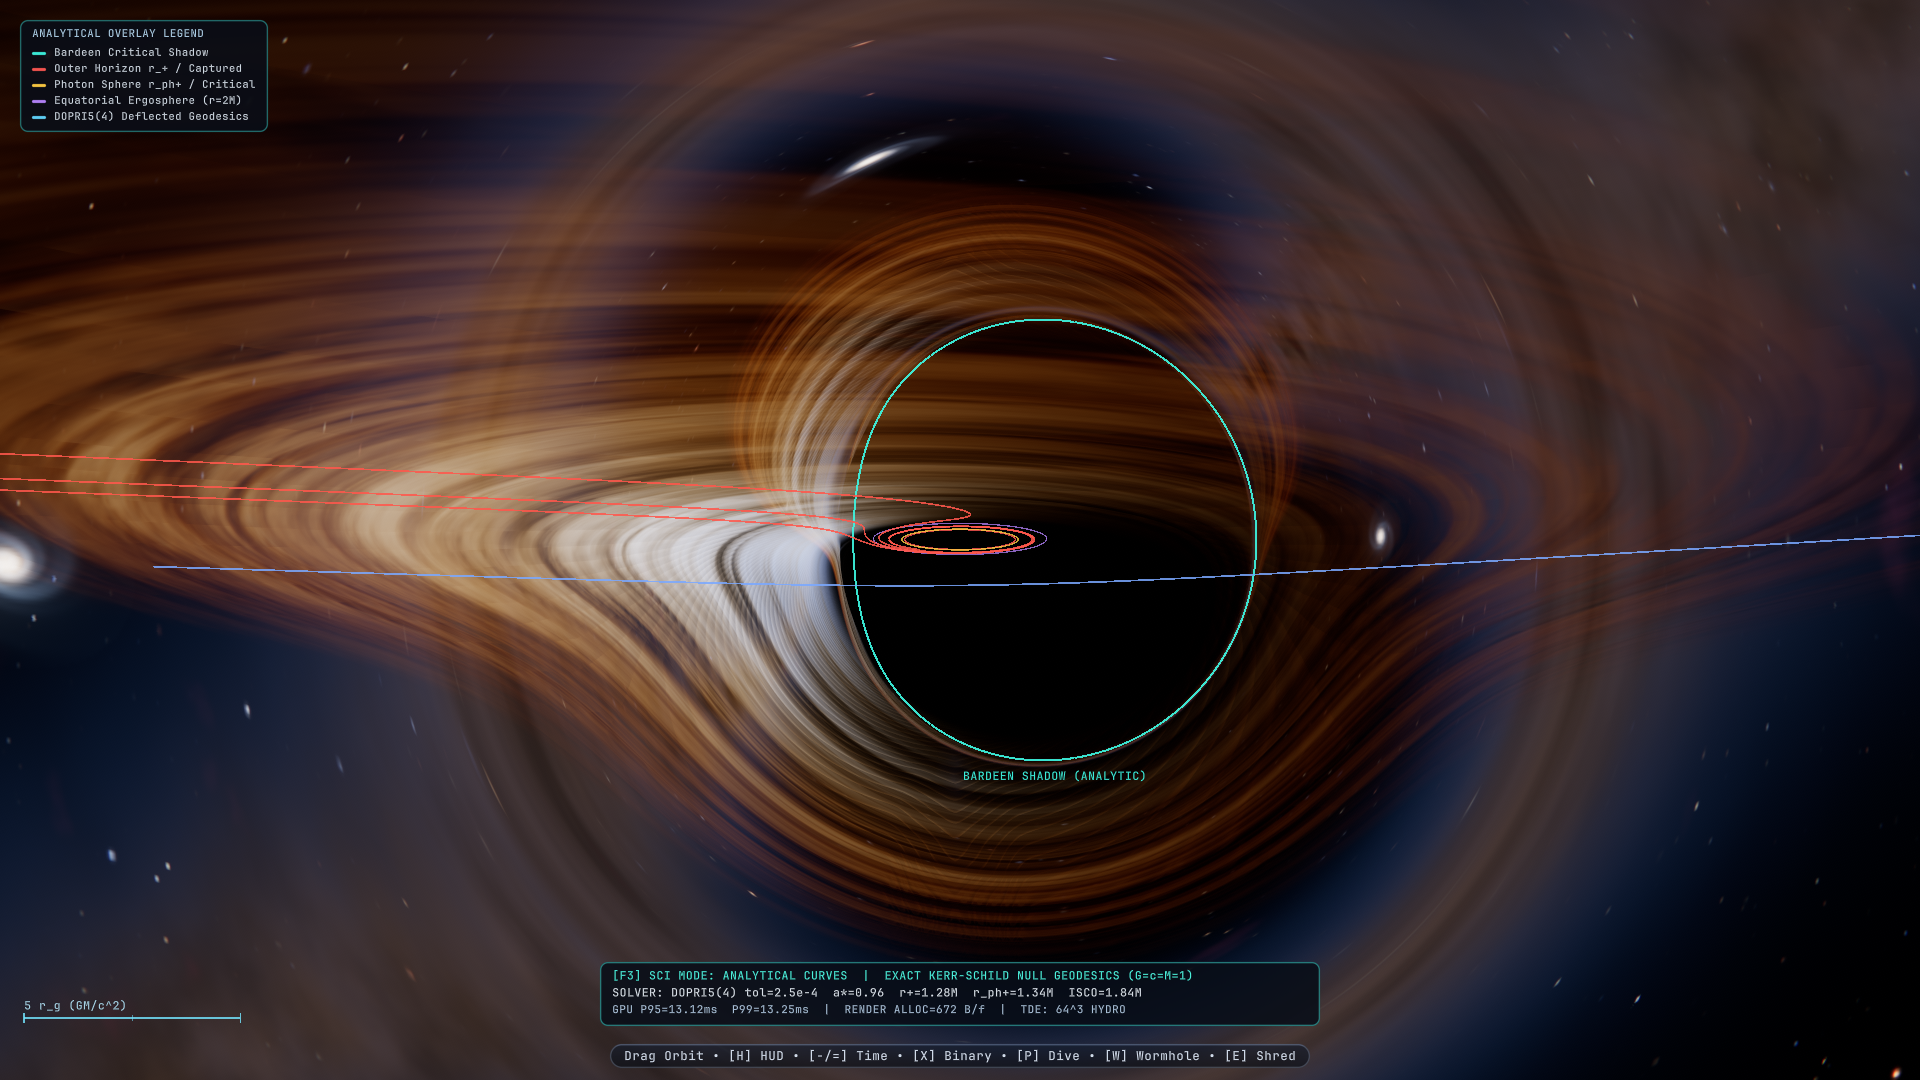 ANALYTICAL OVERLAY LEGEND
Bardeen Critical Shadow
Outer Horizon r_+ / Captured
Photon Sphere r_ph+ / Critical
Equatorial Ergosphere (r=2M)
DOPRI5(4) Deflected Geodesics
BARDEEN SHADOW (ANALYTIC)
[F3] SCI MODE: ANALYTICAL CURVES | EXACT KERR-SCHILD NULL GEODESICS (G=c=M=1)
SOLVER: DOPRI5(4) tol=2.5e-4 a*=0.96 r+=1.28M r_ph+=1.34M ISCO=1.84M
GPU P95=13.12ms P99=13.25ms | RENDER ALLOC=672 B/f | TDE: 64^3 HYDRO
5 r_g (GM/c^2)
Drag Orbit • [H] HUD • [-/=] Time • [X] Binary • [P] Dive • [W] Wormhole • [E] Shred